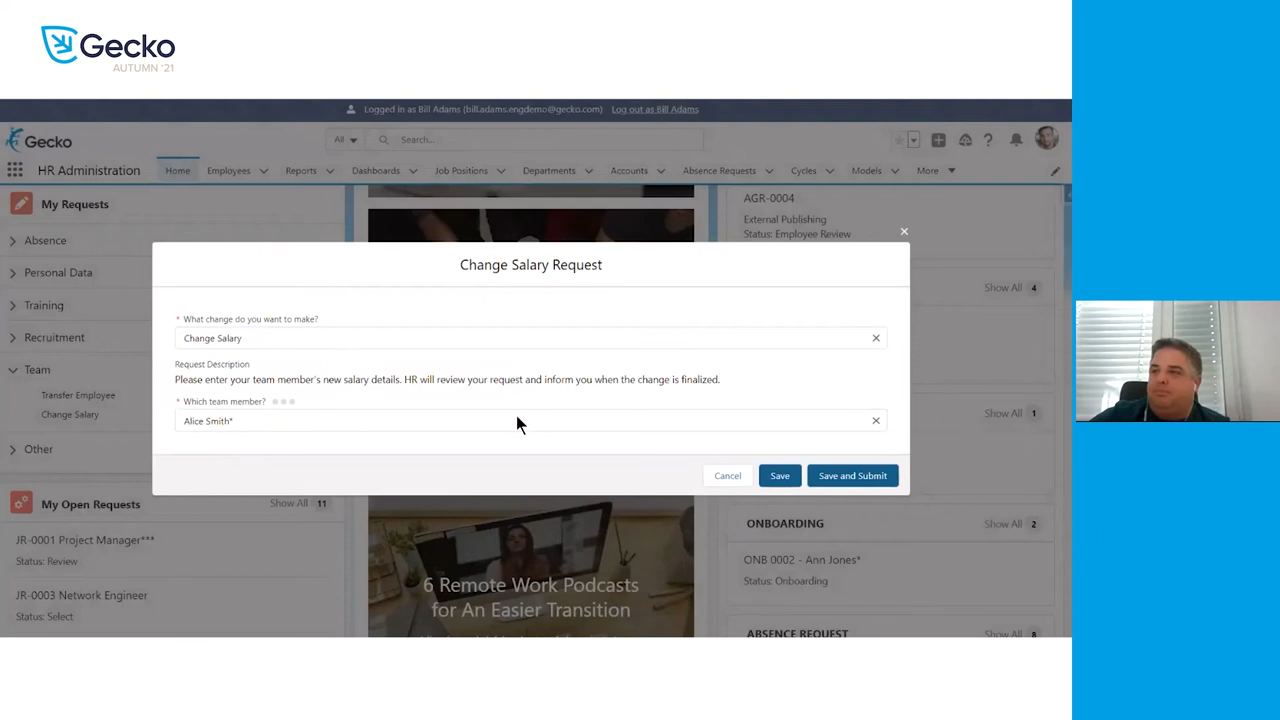 Gecko
AUTUMN '21
Logged in as Bill Adams (bill.adams.engdemo@gecko.com) Log out as Bill Adams
Gecko
All
Search...
HR Administration
Home
Employees
Reports
Dashboards
Job Positions
Departments
Accounts
Absence Requests
Cycles
Models
More
My Requests
Absence
Personal Data
Training
Recruitment
Team
Transfer Employee
Change Salary
Other
My Open Requests
Show All 11
JR-0001 Project Manager***
Status: Review
JR-0003 Network Engineer
Status: Select
Change Salary Request
* What change do you want to make?
Change Salary
Request Description
Please enter your team member's new salary details. HR will review your request and inform you when the change is finalized.
* Which team member?
Alice Smith*
Cancel
Save
Save and Submit
6 Remote Work Podcasts
for An Easier Transition
AGR-0004
External Publishing
Status: Employee Review
Show All 4
Show All 1
ONBOARDING
Show All 2
ONB 0002 - Ann Jones*
Status: Onboarding
ABSENCE REQUEST
Show All 8